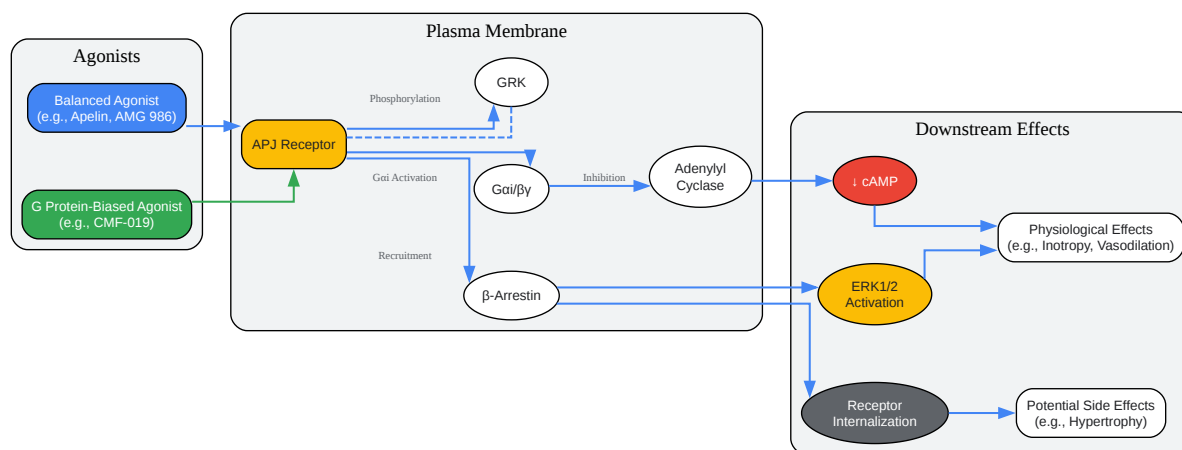 Agonists
Balanced Agonist
(e.g., Apelin, AMG 986)
G Protein-Biased Agonist
(e.g., CMF-019)
Plasma Membrane
APJ Receptor
Phosphorylation
GRK
Gαi Activation
Gαi/βγ
Inhibition
Adenylyl
Cyclase
Recruitment
β-Arrestin
Downstream Effects
↓ cAMP
Physiological Effects
(e.g., Inotropy, Vasodilation)
ERK1/2
Activation
Receptor
Internalization
Potential Side Effects
(e.g., Hypertrophy)